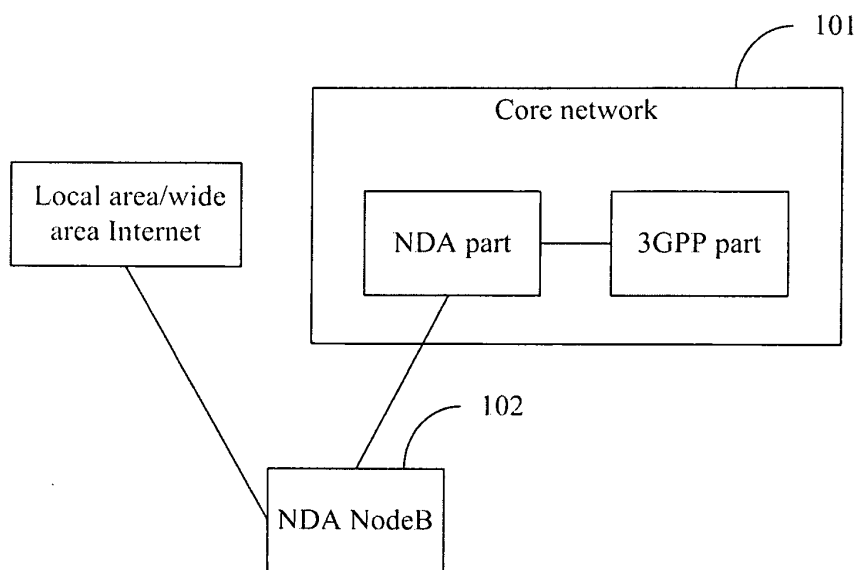 101
Core network
Local area/wide
area Internet
NDA part
3GPP part
102
NDA NodeB